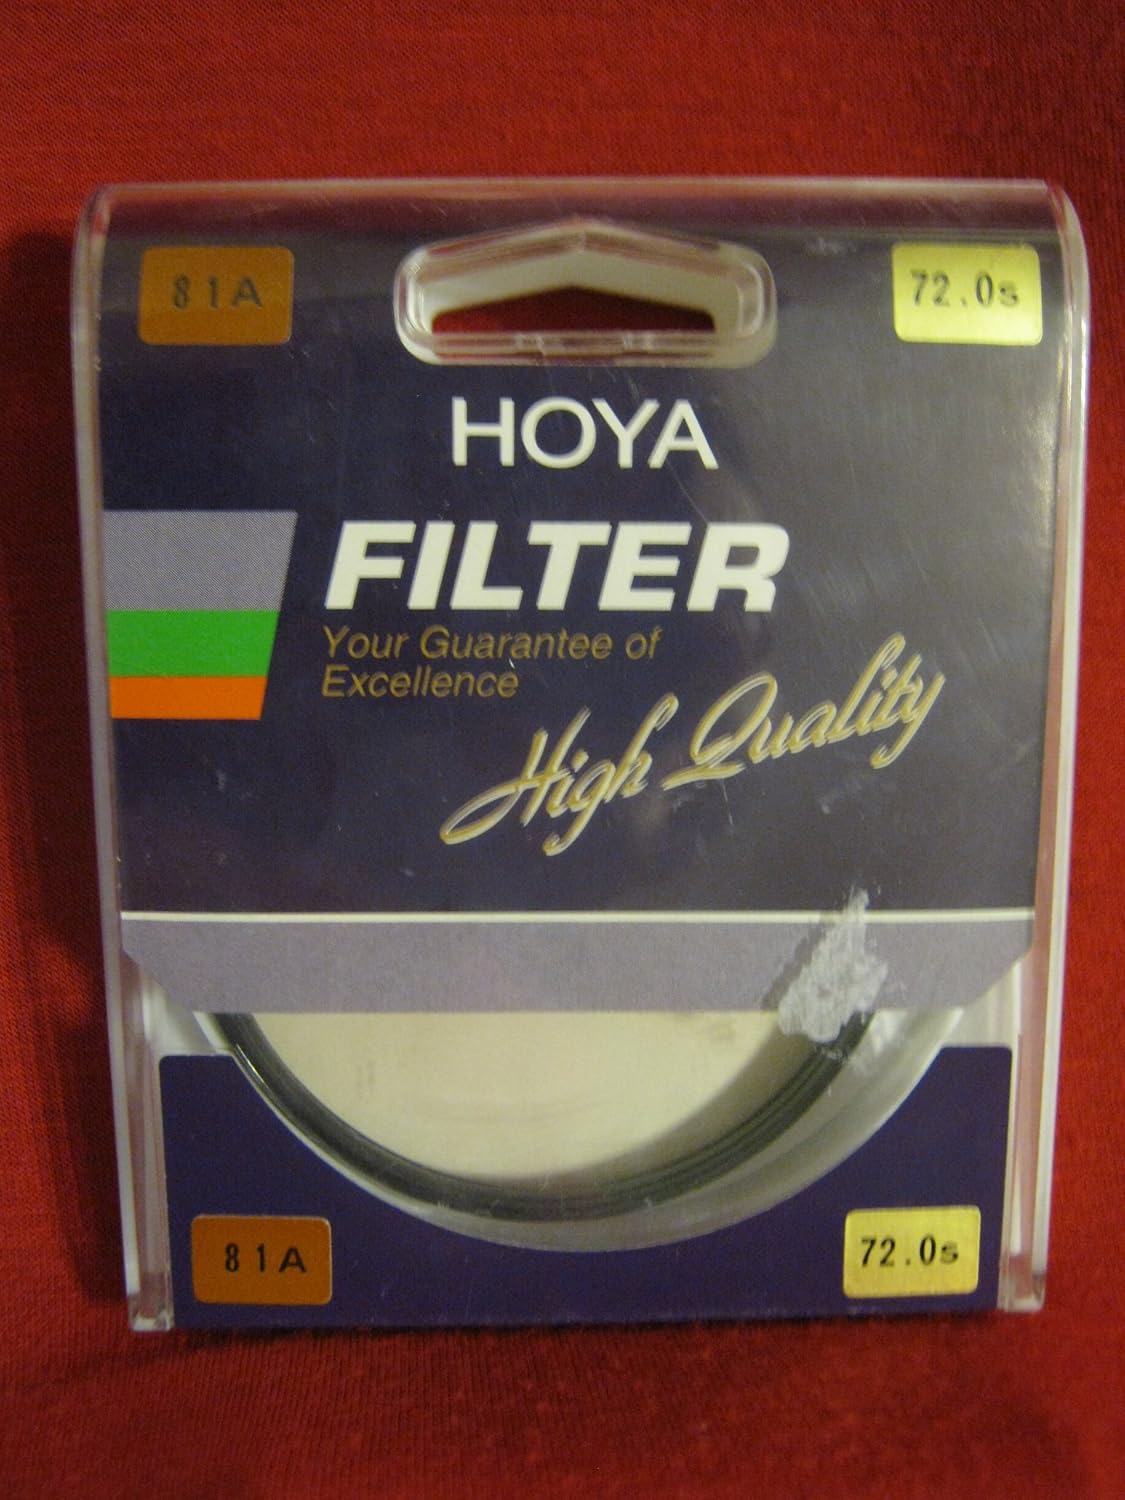 81A
72.0s
HOYA
FILTER
Your Guarantee of
Excellence
High Quality
81A
72.0s